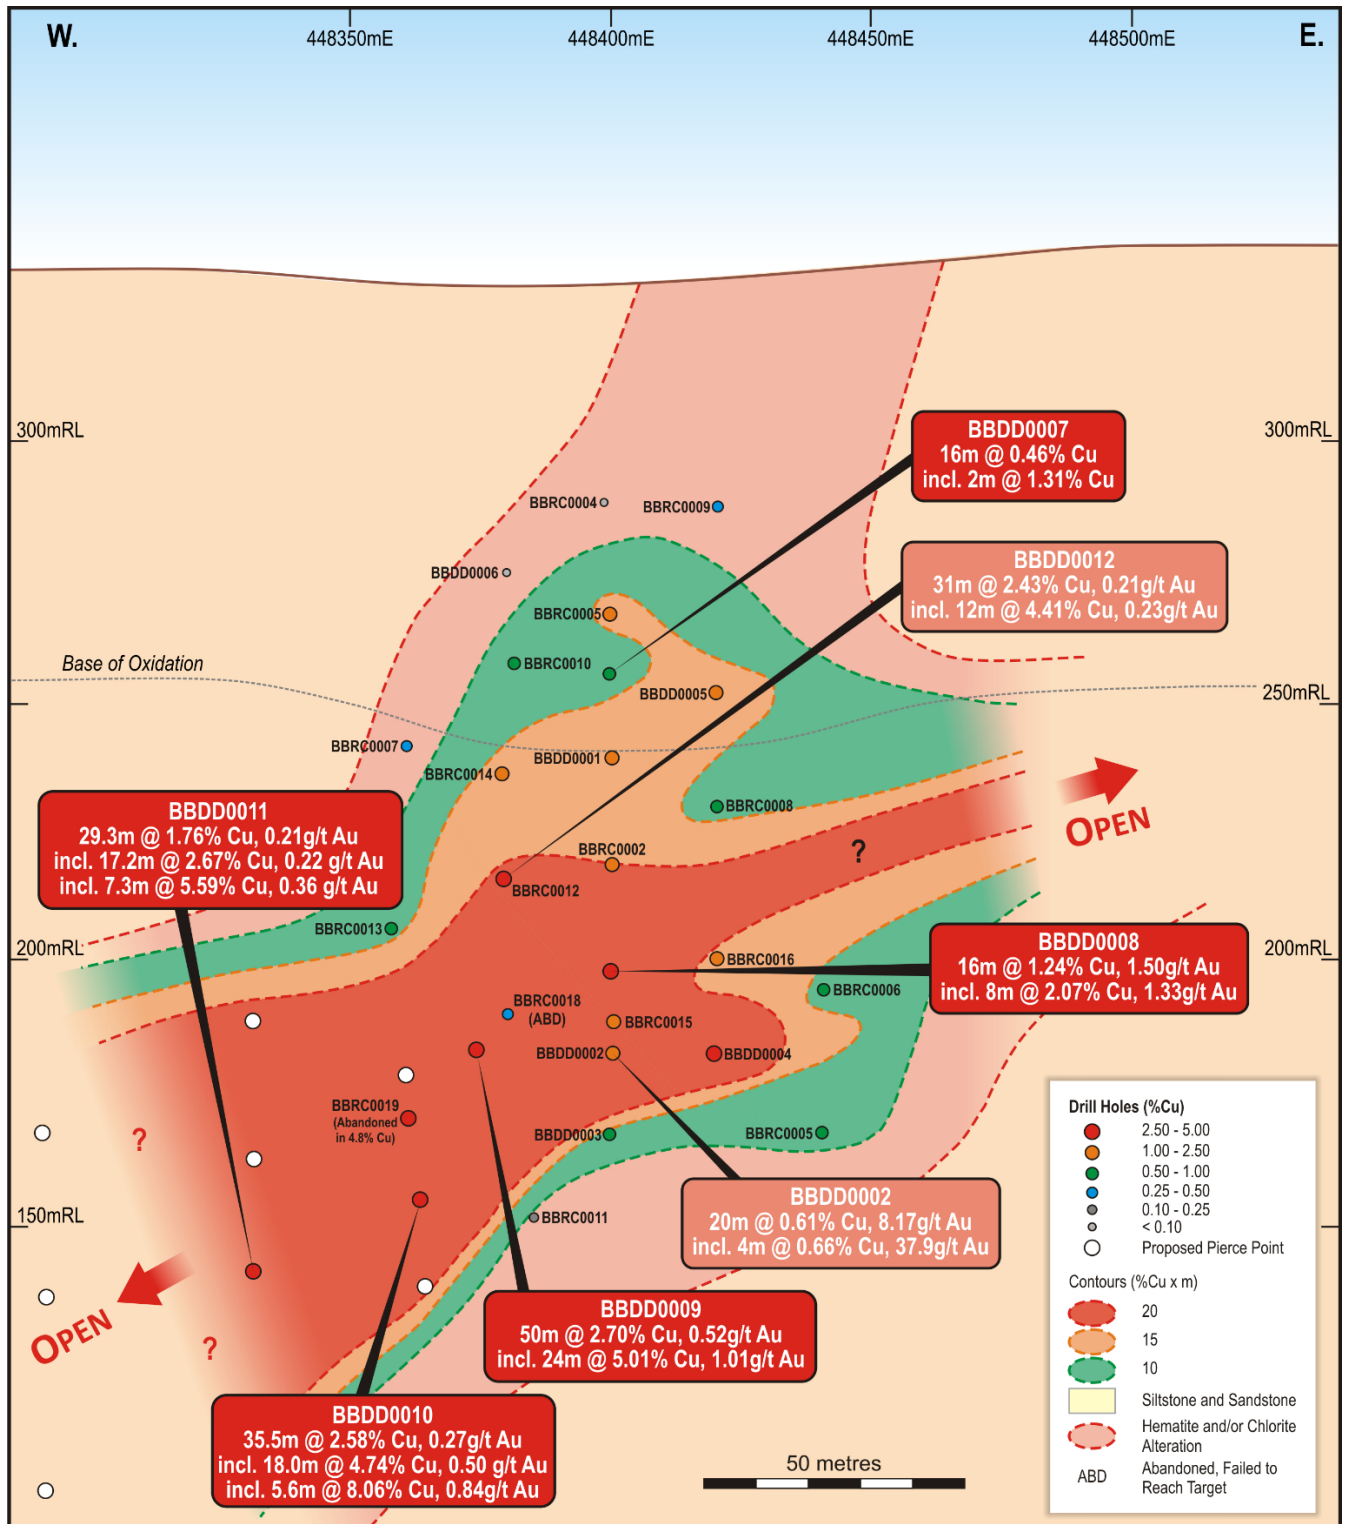 W.
448350mE
448400mE
448450mE
448500mE
E.
300mRL
300mRL
BBDD0007
16m @ 0.46% Cu
incl. 2m @ 1.31% Cu
BBRC0004
BBRC0009
BBDD0006
BBDD0012
31m @ 2.43% Cu, 0.21g/t Au
incl. 12m @ 4.41% Cu, 0.23g/t Au
BBRC0005
Base of Oxidation
BBRC0010
BBDD0005
250mRL
BBRC0007
BBRC0014
BBDD0001
BBRC0008
OPEN
BBDD0011
29.3m @ 1.76% Cu, 0.21g/t Au
incl. 17.2m @ 2.67% Cu, 0.22 g/t Au
incl. 7.3m @ 5.59% Cu, 0.36 g/t Au
BBRC0002
?
BBRC0012
BBRC0013
200mRL
200mRL
BBRC0016
BBDD0008
16m @ 1.24% Cu, 1.50g/t Au
incl. 8m @ 2.07% Cu, 1.33g/t Au
BBRC0006
BBRC0018
(ABD)
BBRC0015
BBDD0002
BBDD0004
BBRC0019
(Abandoned
in 4.8% Cu)
?
BBDD0003
BBRC0005
150mRL
BBRC0011
BBDD0002
20m @ 0.61% Cu, 8.17g/t Au
incl. 4m @ 0.66% Cu, 37.9g/t Au
OPEN
?
BBDD0009
50m @ 2.70% Cu, 0.52g/t Au
incl. 24m @ 5.01% Cu, 1.01g/t Au
BBDD0010
35.5m @ 2.58% Cu, 0.27g/t Au
incl. 18.0m @ 4.74% Cu, 0.50 g/t Au
incl. 5.6m @ 8.06% Cu, 0.84g/t Au
50 metres
Drill Holes (%Cu)
2.50 - 5.00
1.00 - 2.50
0.50 - 1.00
0.25 - 0.50
0.10 - 0.25
< 0.10
Proposed Pierce Point
Contours (%Cu x m)
20
15
10
Siltstone and Sandstone
Hematite and/or Chlorite
Alteration
ABD
Abandoned, Failed to
Reach Target